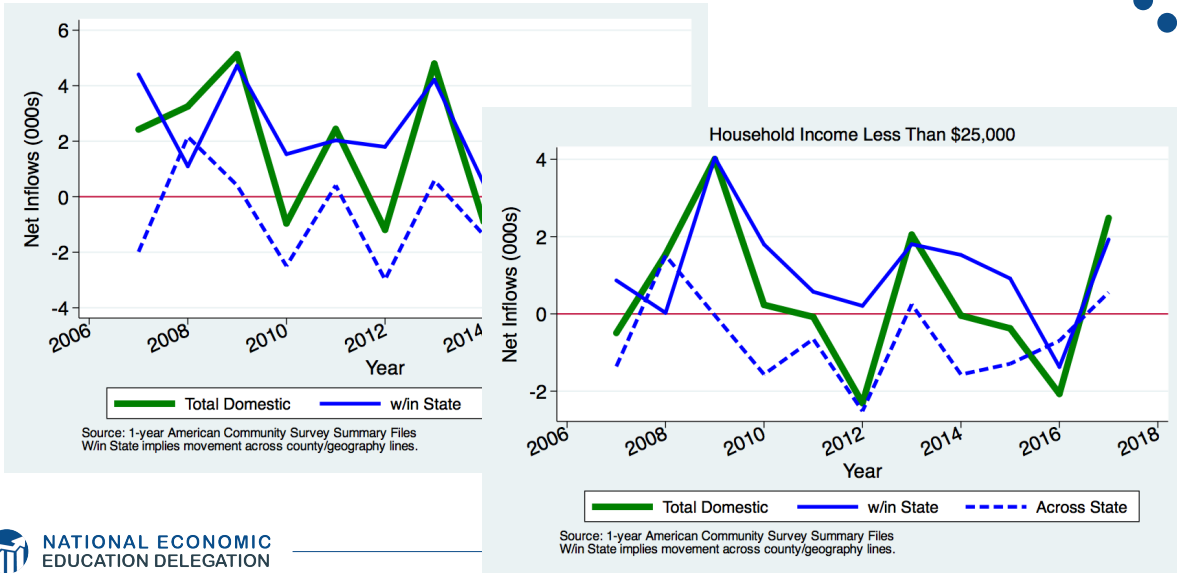 6
4
2
0
-2
-4
Net Inflows (000s)
2006
2008
2010
2012
2014
Year
Total Domestic
w/in State
Source: 1-year American Community Survey Summary Files
W/in State implies movement across county/geography lines.
Household Income Less Than $25,000
4
2
0
-2
Net Inflows (000s)
2006
2008
2010
2012
2014
2016
2018
Year
Total Domestic
w/in State
Across State
Source: 1-year American Community Survey Summary Files
W/in State implies movement across county/geography lines.
NATIONAL ECONOMIC
EDUCATION DELEGATION